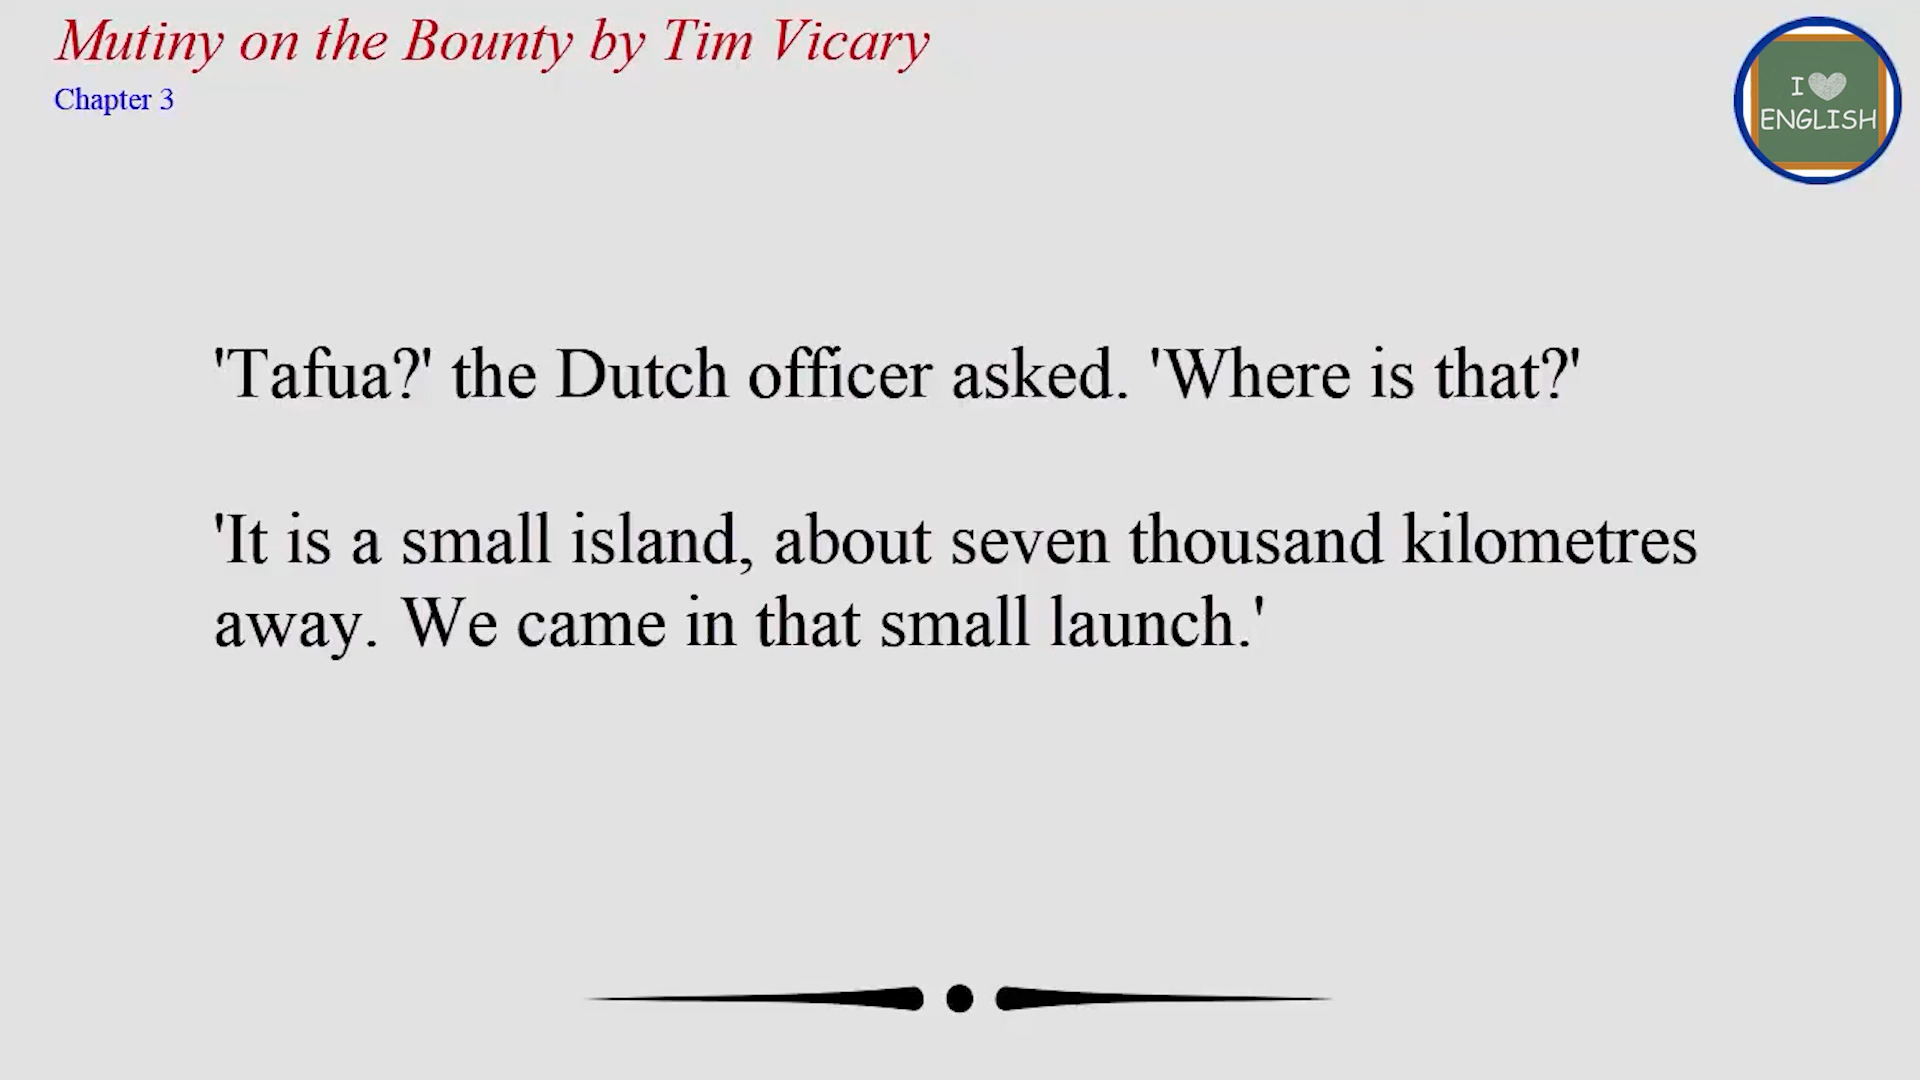 Mutiny on the Bounty by Tim Vicary
Chapter 3
I
ENGLISH
'Tafua?' the Dutch officer asked. 'Where is that?'
'It is a small island, about seven thousand kilometres
away. We came in that small launch.'